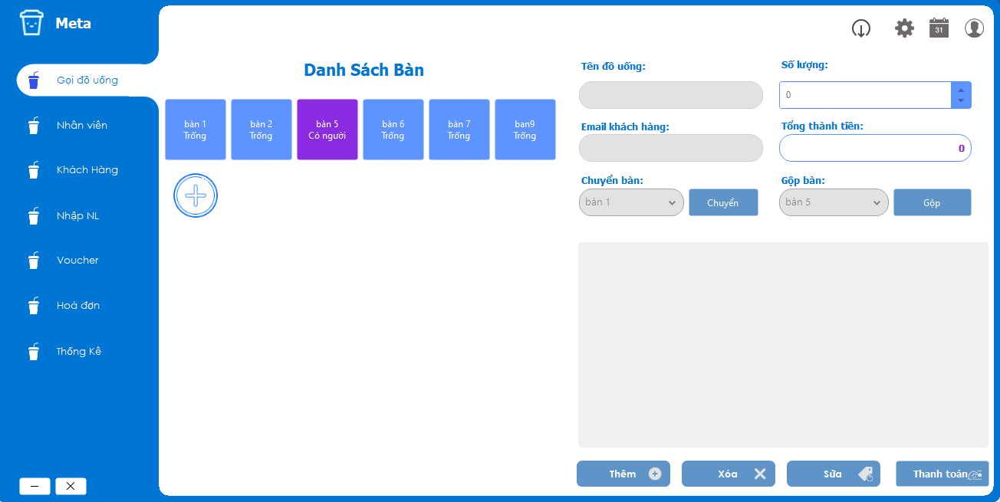 Meta
Gọi đồ uống
Nhân viên
Khách Hàng
Nhập NL
Voucher
Hoá đơn
Thống Kê
31
Danh Sách Bàn
bàn 1
Trống
bàn 2
Trống
bàn 5
Có người
bàn 6
Trống
bàn 7
Trống
ban9
Trống
Tên đồ uống:
Số lượng:
0
Email khách hàng:
Tổng thành tiền:
0
Chuyển bàn:
Gộp bàn:
bàn 1
Chuyển
bàn 5
Gộp
Thêm
Xóa
Sửa
Thanh toán